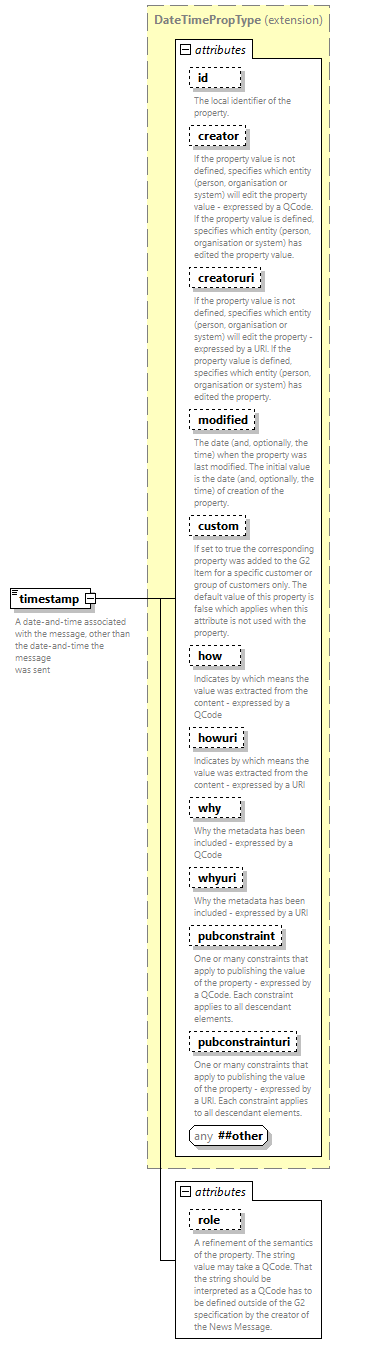 DateTimePropType (extension)
attributes
id
The local identifier of the
property.
creator
If the property value is not
defined, specifies which entity
(person, organisation or
system) will edit the property
value - expressed by a QCode.
If the property value is defined,
specifies which entity (person,
organisation or system) has
edited the property value.
creatoruri
If the property value is not
defined, specifies which entity
(person, organisation or
system) will edit the property -
expressed by a URI. If the
property value is defined,
specifies which entity (person,
organisation or system) has
edited the property.
modified
The date (and, optionally, the
time) when the property was
last modified. The initial value
is the date (and, optionally, the
time) of creation of the
property.
custom
If set to true the corresponding
property was added to the G2
Item for a specific customer or
group of customers only. The
default value of this property is
false which applies when this
attribute is not used with the
property.
timestamp
A date-and-time associated
with the message, other than
the date-and-time the
message
was sent
how
Indicates by which means the
value was extracted from the
content - expressed by a
QCode
howuri
Indicates by which means the
value was extracted from the
content - expressed by a URI
why
Why the metadata has been
included - expressed by a
QCode
whyuri
Why the metadata has been
included - expressed by a URI
pubconstraint
One or many constraints that
apply to publishing the value
of the property - expressed by
a QCode. Each constraint
applies to all descendant
elements.
pubconstrainturi
One or many constraints that
apply to publishing the value
of the property - expressed by
a URI. Each constraint applies
to all descendant elements.
any ##other
attributes
role
A refinement of the semantics
of the property. The string
value may take a QCode. That
the string should be
interpreted as a QCode has to
be defined outside of the G2
specification by the creator of
the News Message.